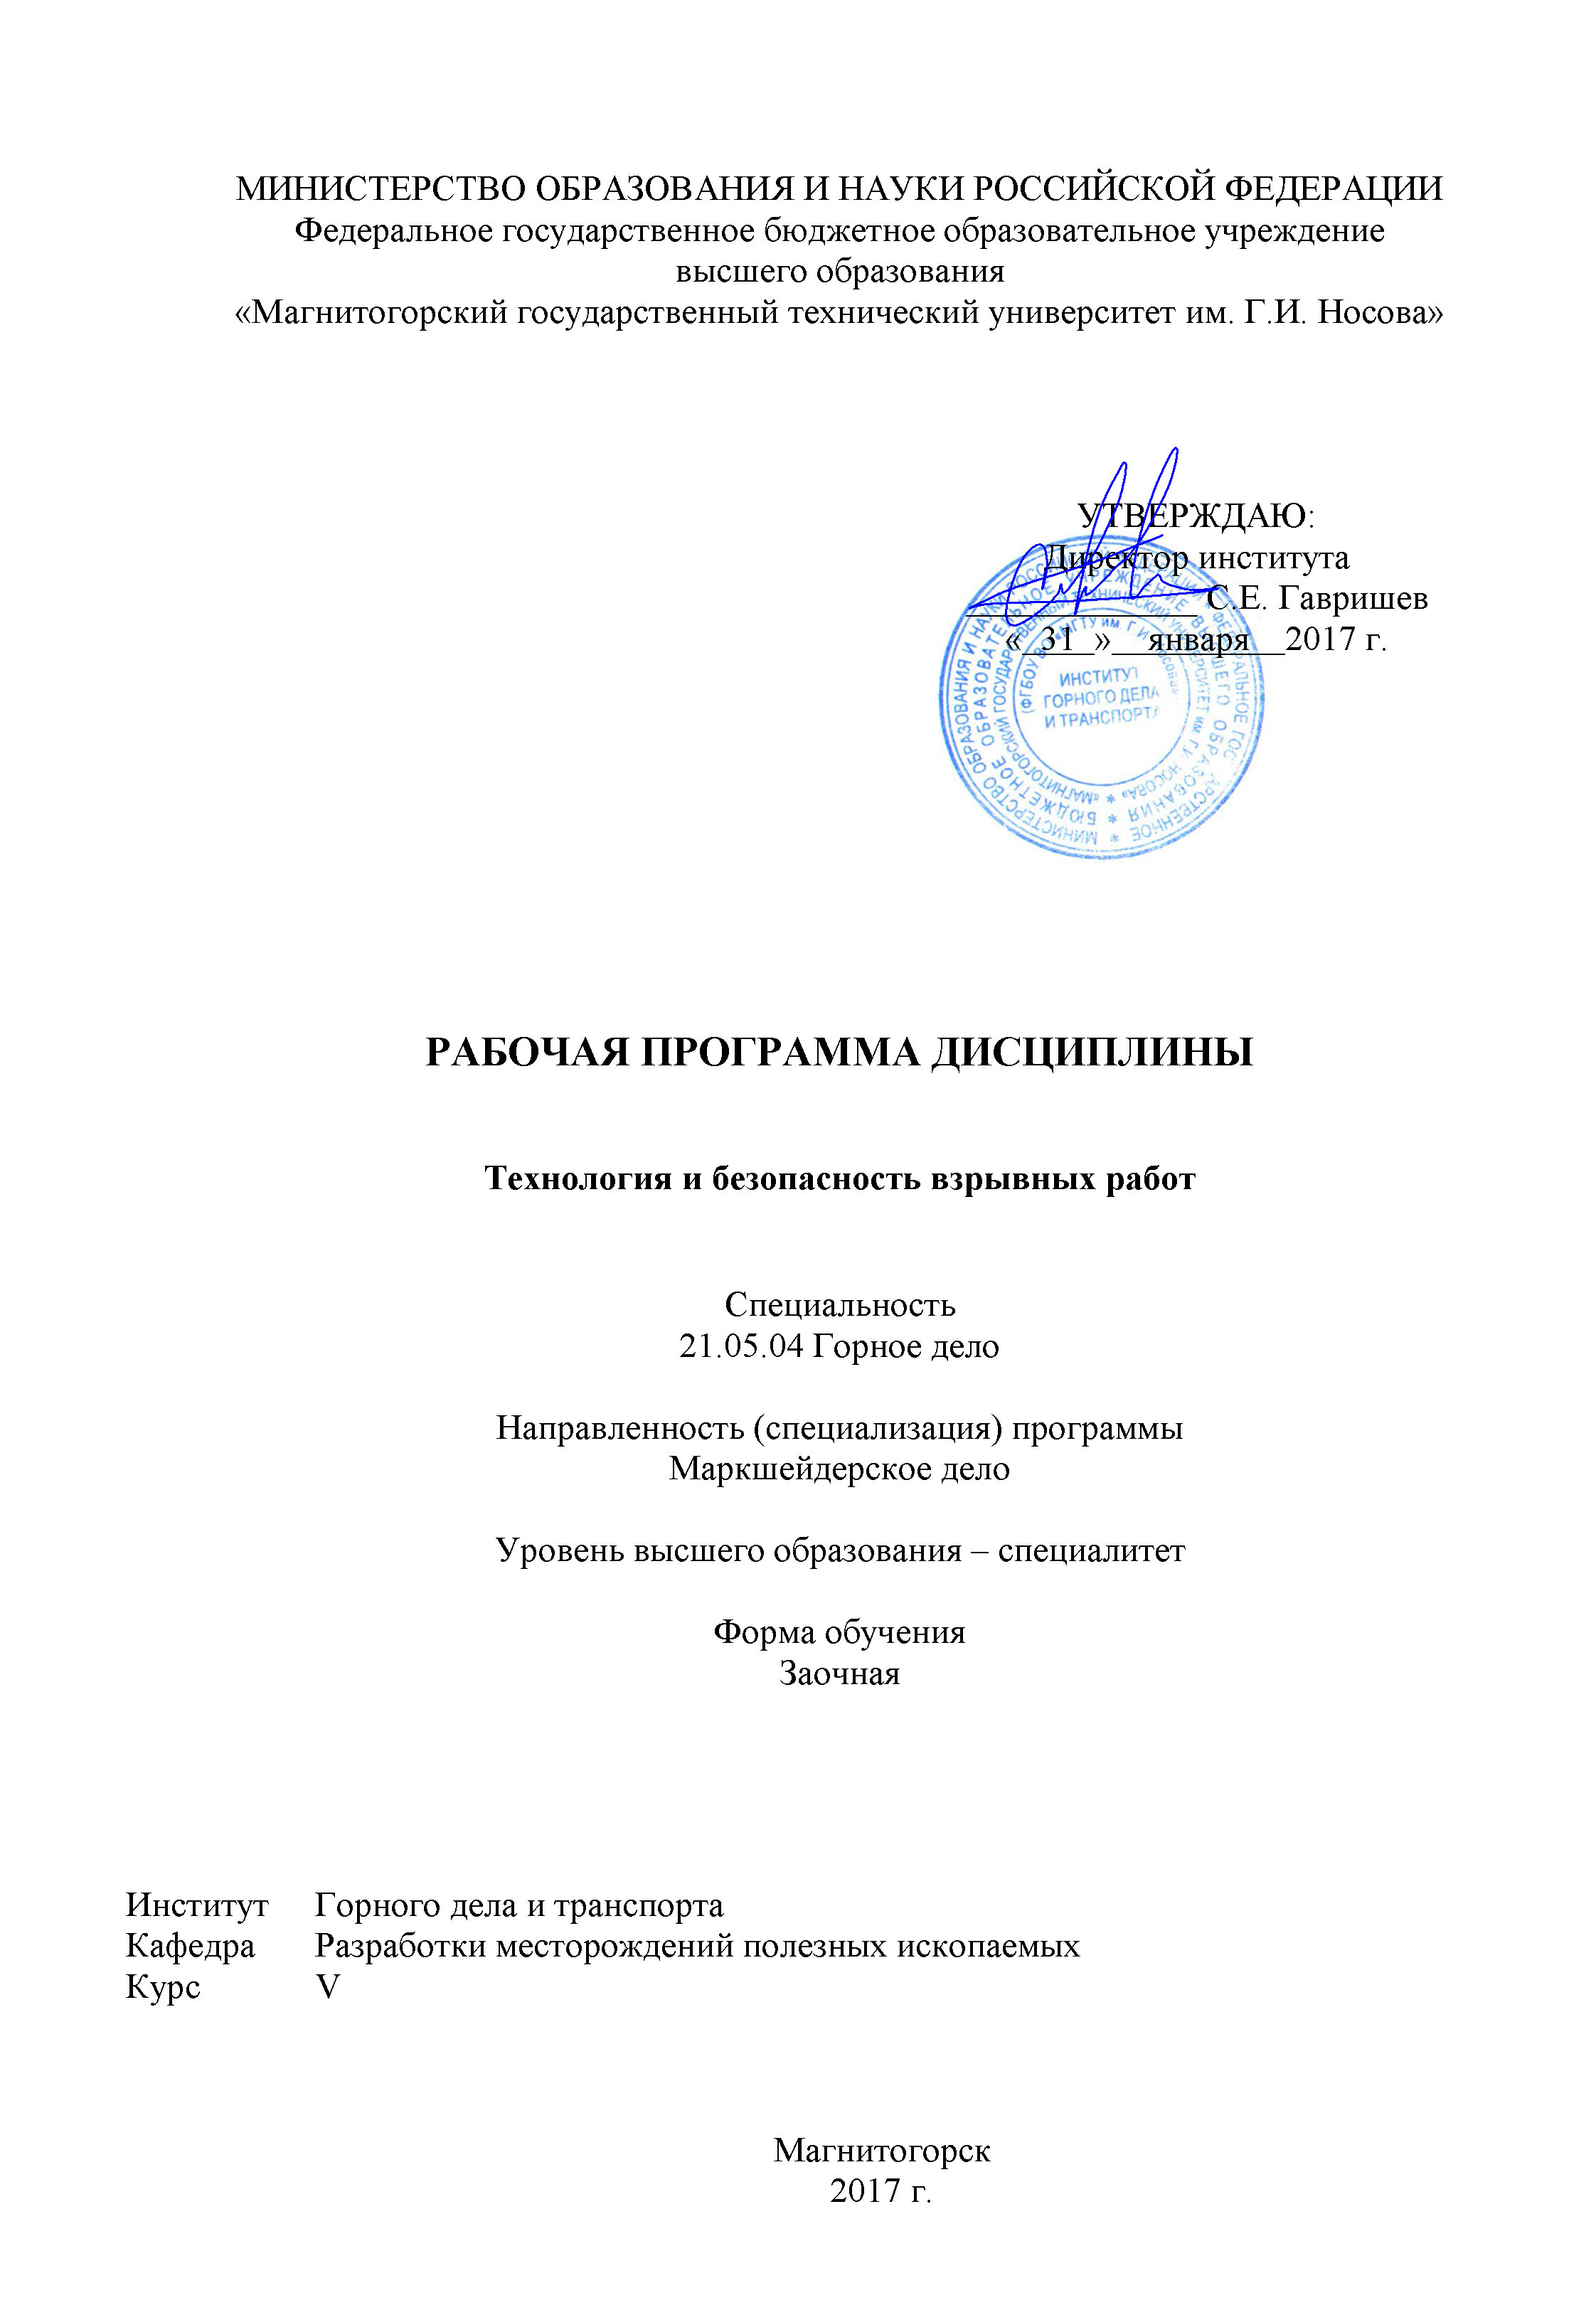 МИНИСТЕРСТВО ОБРАЗОВАНИЯ И НАУКИ РОССИЙСКОЙ ФЕДЕРАЦИИ
Федеральное государственное бюджетное образовательное учреждение
высшего образования
«Магнитогорский государственный технический университет им. Г.И. Носова»
УТВЕРЖДАЮ:
Директор института
С.Е. Гавришев
«_31_»__января__2017 г.
ИНСТИТУТ
ГОРНОГО ДЕЛА
И ТРАНСПОРТА
РАБОЧАЯ ПРОГРАММА ДИСЦИПЛИНЫ
Технология и безопасность взрывных работ
Специальность
21.05.04 Горное дело
Направленность (специализация) программы
Маркшейдерское дело
Уровень высшего образования – специалитет
Форма обучения
Заочная
Институт Горного дела и транспорта
Кафедра Разработки месторождений полезных ископаемых
Курс V
Магнитогорск
2017 г.